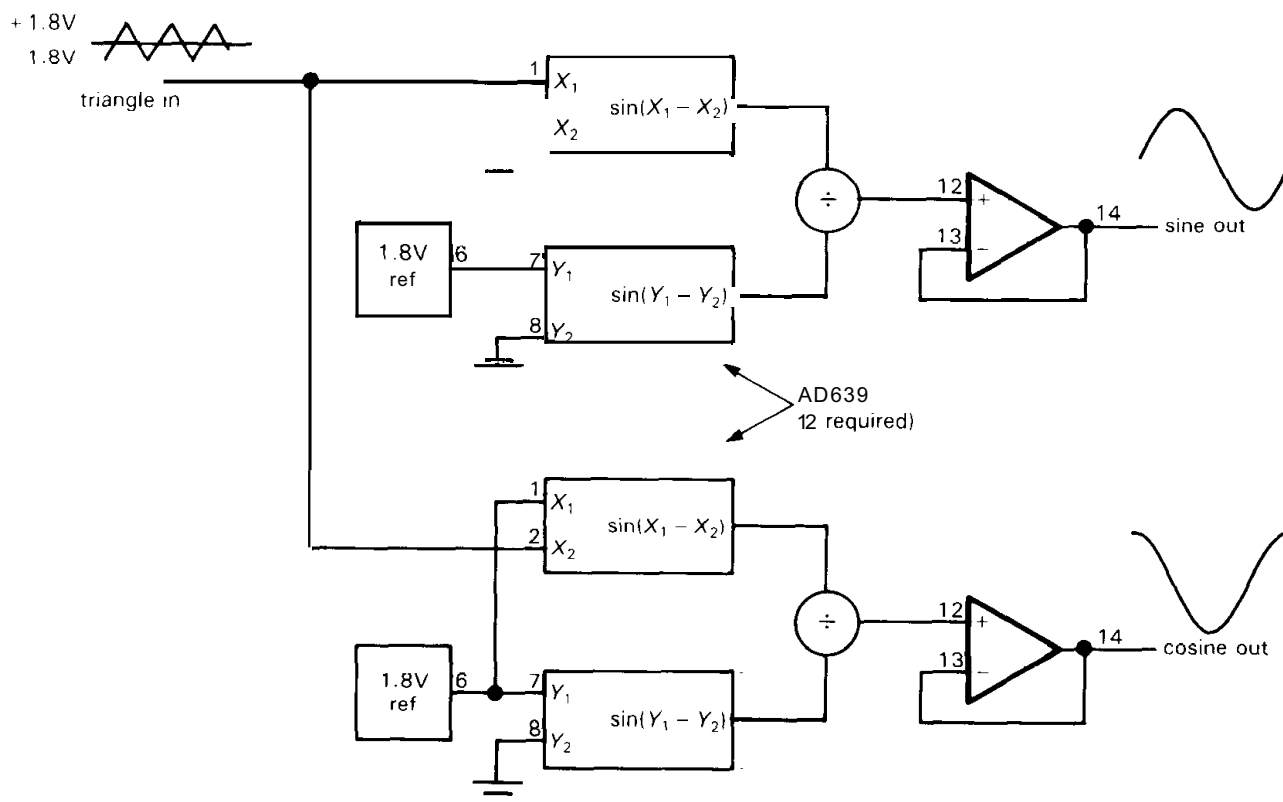 + 1.8V
1.8V
triangle in
1
X₁
X₂
sin(X₁ − X₂)
1.8V
ref
6
7
Y₁
8
Y₂
sin(Y₁ − Y₂)
÷
12
+
13
−
14
sine out
AD639
12 required)
1
X₁
2
X₂
sin(X₁ − X₂)
1.8V
ref
6
7
Y₁
8
Y₂
sin(Y₁ − Y₂)
÷
12
+
13
−
14
cosine out